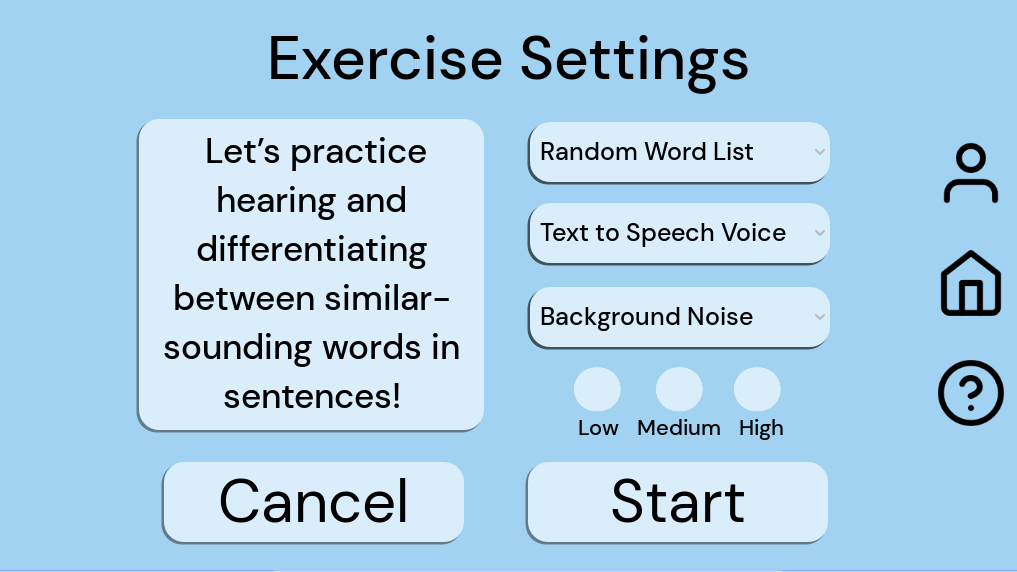 Exercise Settings
Let’s practice
hearing and
differentiating
between similar-
sounding words in
sentences!
Random Word List
Text to Speech Voice
Background Noise
Low Medium High
Cancel
Start
?